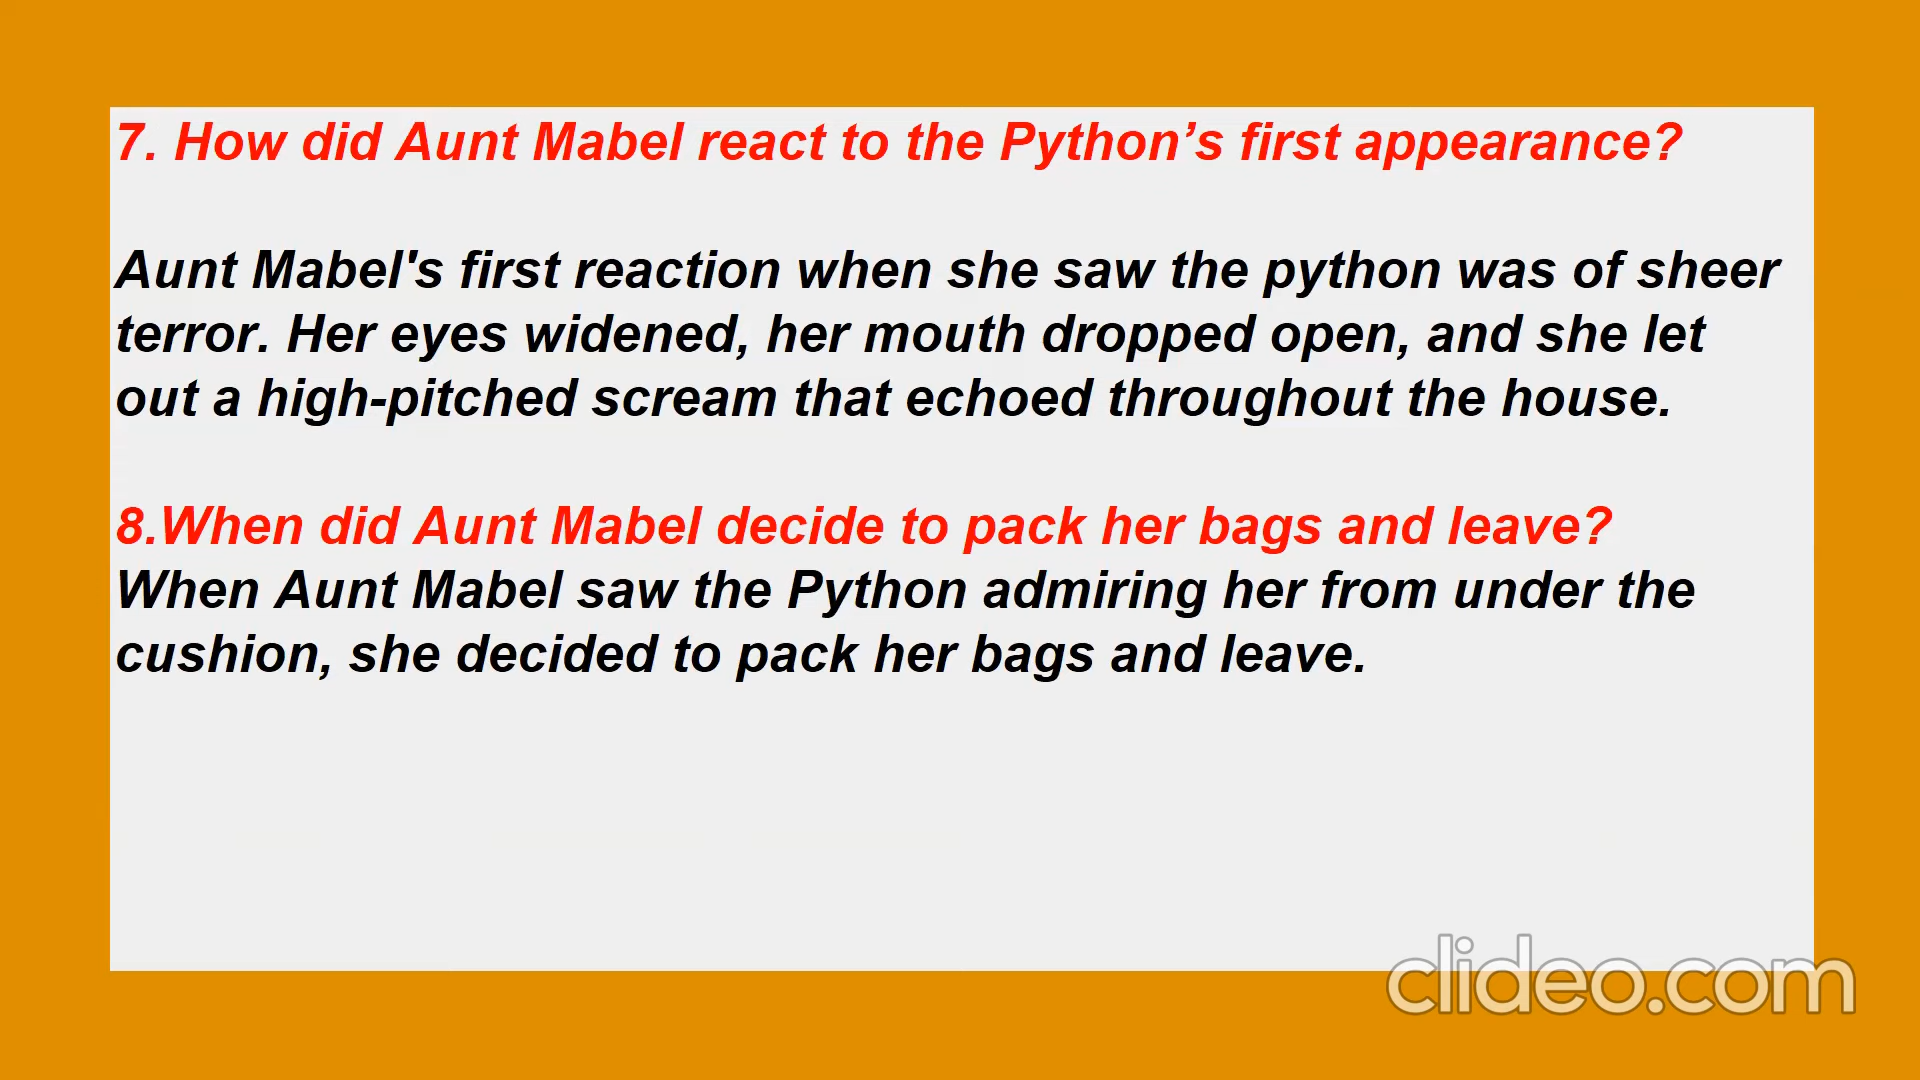 7. How did Aunt Mabel react to the Python’s first appearance?
Aunt Mabel's first reaction when she saw the python was of sheer
terror. Her eyes widened, her mouth dropped open, and she let
out a high-pitched scream that echoed throughout the house.
8.When did Aunt Mabel decide to pack her bags and leave?
When Aunt Mabel saw the Python admiring her from under the
cushion, she decided to pack her bags and leave.
clideo.com